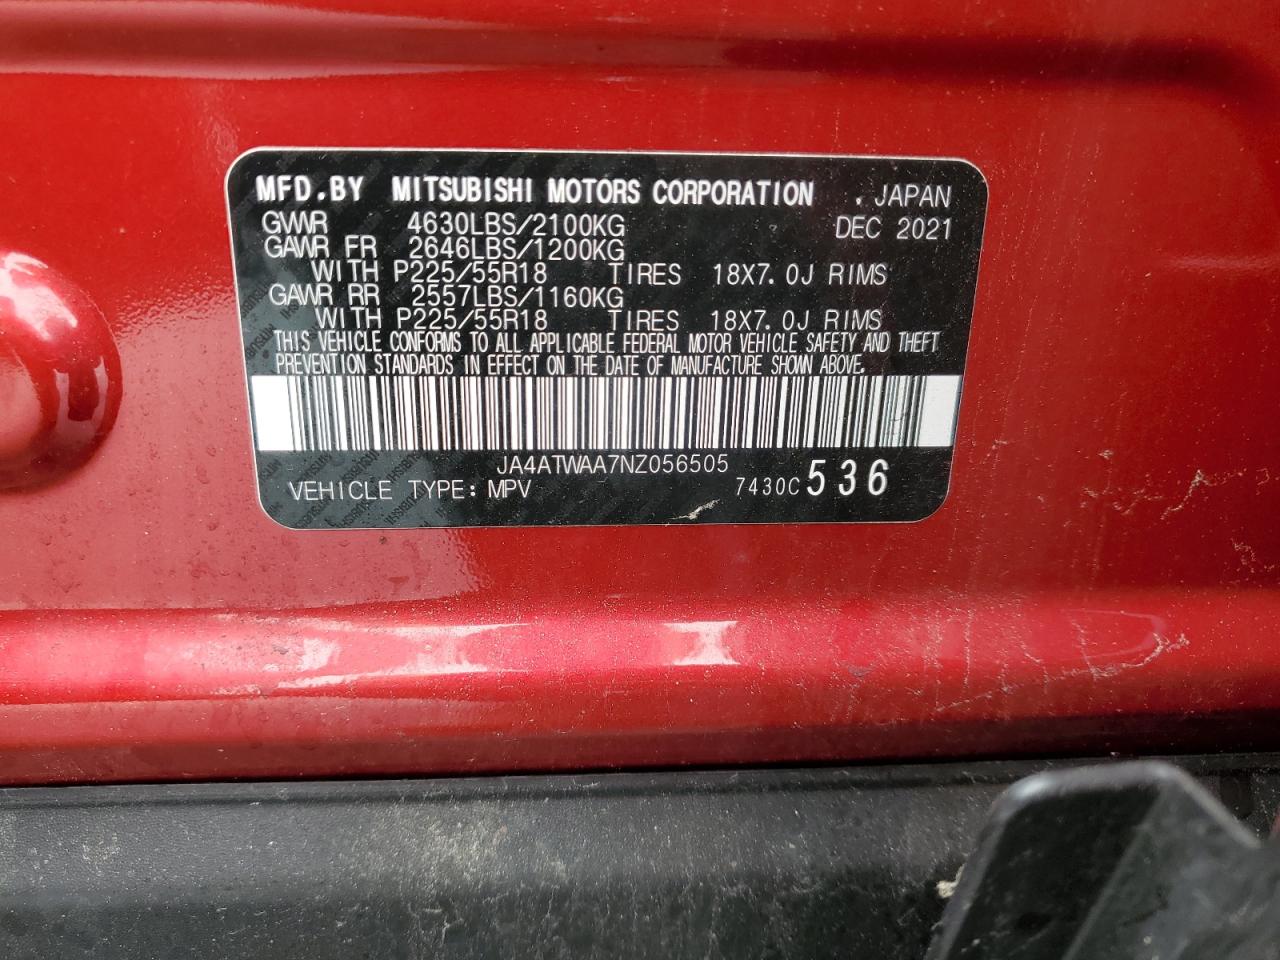 MFD.BY MITSUBISHI MOTORS CORPORATION , JAPAN
GVWR 4630LBS/2100KG DEC 2021
GAWR FR 2646LBS/1200KG
WITH P225/55R18 TIRES 18X7.0J RIMS
GAWR RR 2557LBS/1160KG
WITH P225/55R18 TIRES 18X7.0J RIMS
THIS VEHICLE CONFORMS TO ALL APPLICABLE FEDERAL MOTOR VEHICLE SAFETY AND THEFT
PREVENTION STANDARDS IN EFFECT ON THE DATE OF MANUFACTURE SHOWN ABOVE.
JA4ATWAA7NZ056505
VEHICLE TYPE: MPV 7430C 536